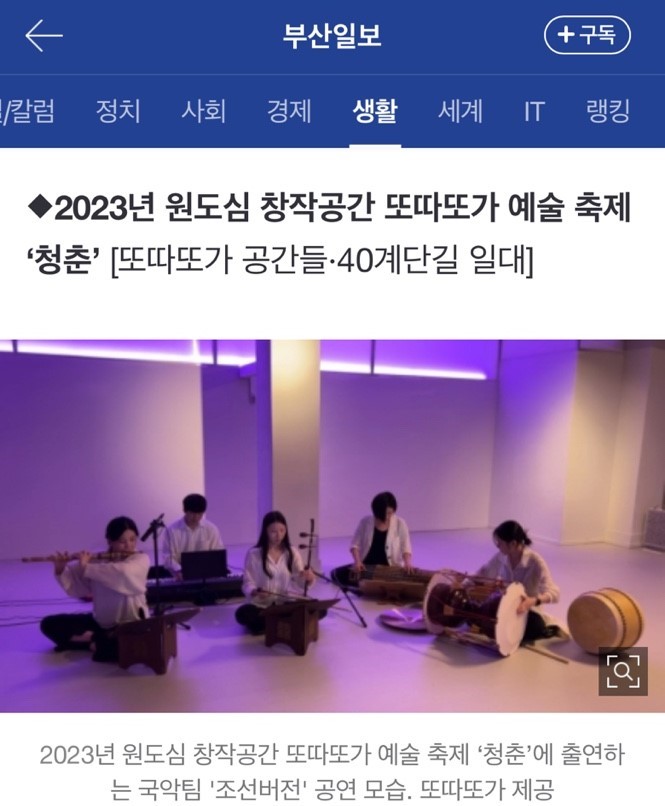 부산일보
+구독
정치 사회 경제 생활 세계 IT 랭킹
◆2023년 원도심 창작공간 또따또가 예술 축제
‘청춘’ [또따또가 공간들·40계단길 일대]
2023년 원도심 창작공간 또따또가 예술 축제 ‘청춘’에 출연하
는 국악팀 '조선버전' 공연 모습. 또따또가 제공